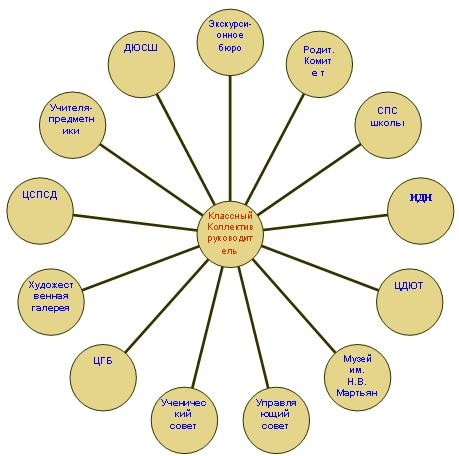 Экскурси-
онное
бюро
Родит.
Комит
е т
СПС
школы
ИДН
ЦДЮТ
Музей
им.
Н.В.
Мартьян
Управля
ющий
совет
Ученичес
кий
совет
ЦГБ
Художест
венная
галерея
ЦСПСД
Учителя-
предметн
ики
ДЮСШ
Классный
Коллектив
руководит
ель